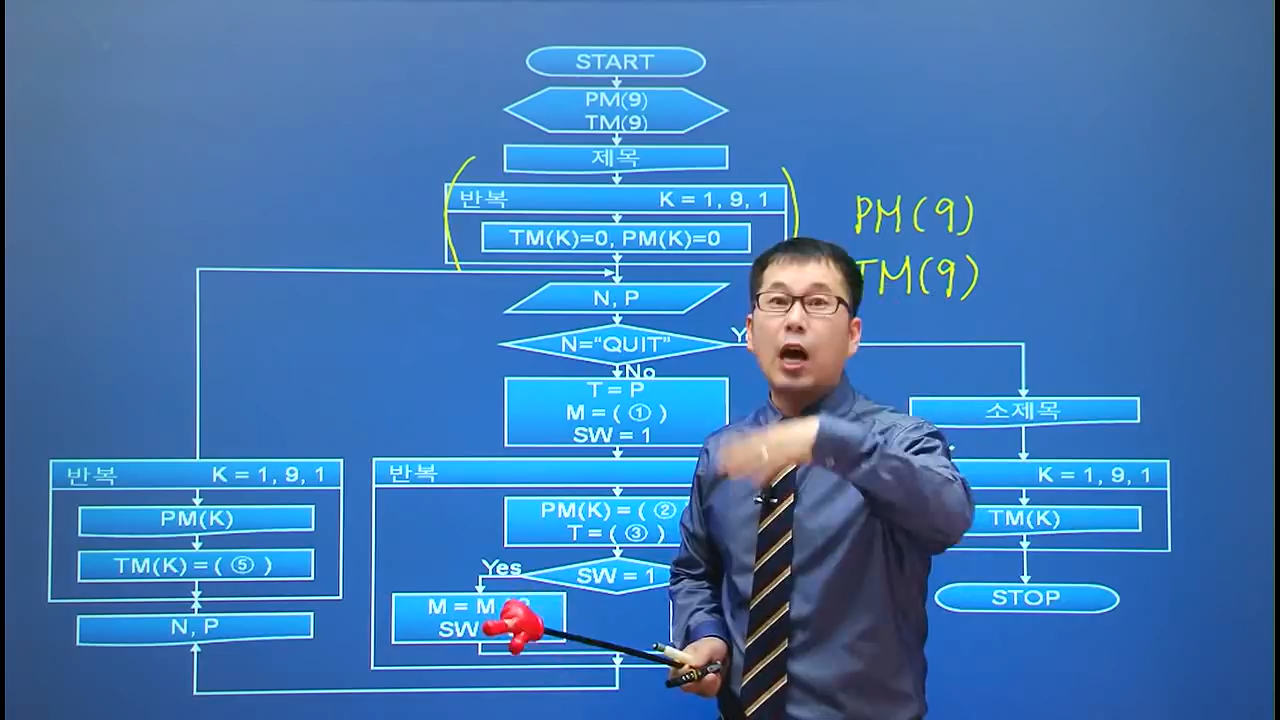 START
PM(9)
TM(9)
제목
반복 K = 1, 9, 1
TM(K)=0, PM(K)=0
PM(9)
TM(9)
N, P
N=“QUIT”
No
T = P
M = ( ① )
SW = 1
소제목
반복 K = 1, 9, 1
반복
K = 1, 9, 1
PM(K)
TM(K) = ( ⑤ )
N, P
PM(K) = ( ②
T = ( ③ )
Yes
SW = 1
M = M
SW
TM(K)
STOP